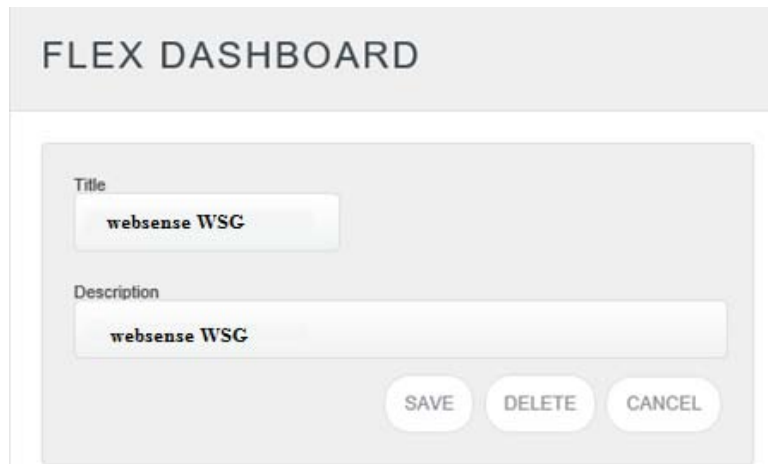 FLEX DASHBOARD
Title
websense WSG
Description
websense WSG
SAVE DELETE CANCEL